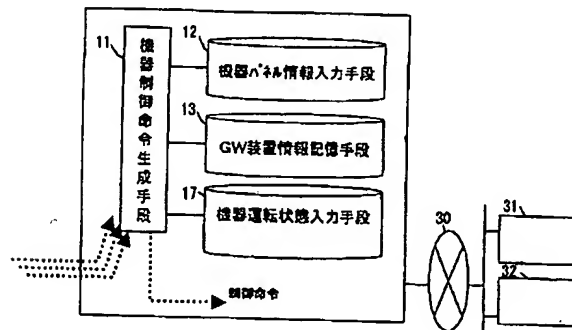 11
機器制御命令生成手段
12
機器パネル情報入力手段
13
GW装置情報記憶手段
17
機器運転状態入力手段
制御命令
30
31
32